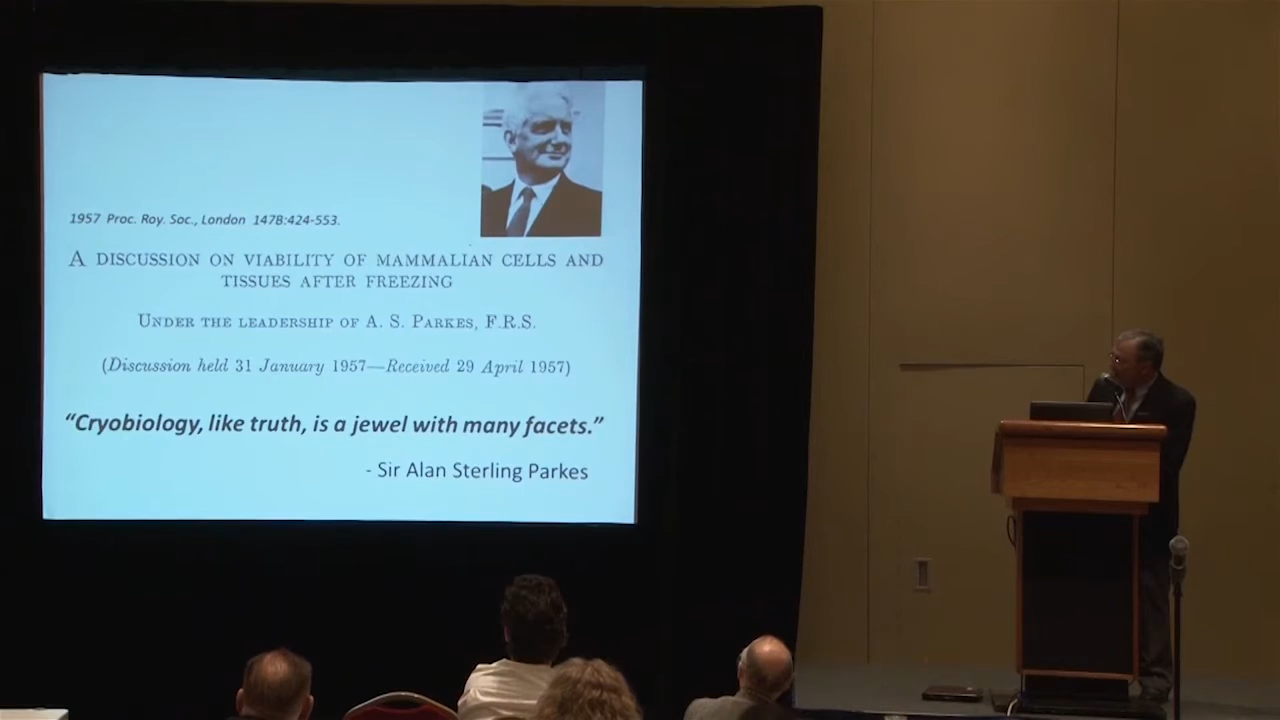 1957 Proc. Roy. Soc., London 1478:424-553.
A DISCUSSION ON VIABILITY OF MAMMALIAN CELLS AND
TISSUES AFTER FREEZING
UNDER THE LEADERSHIP OF A. S. PARKES, F.R.S.
(Discussion held 31 January 1957—Received 29 April 1957)
“Cryobiology, like truth, is a jewel with many facets.”
- Sir Alan Sterling Parkes